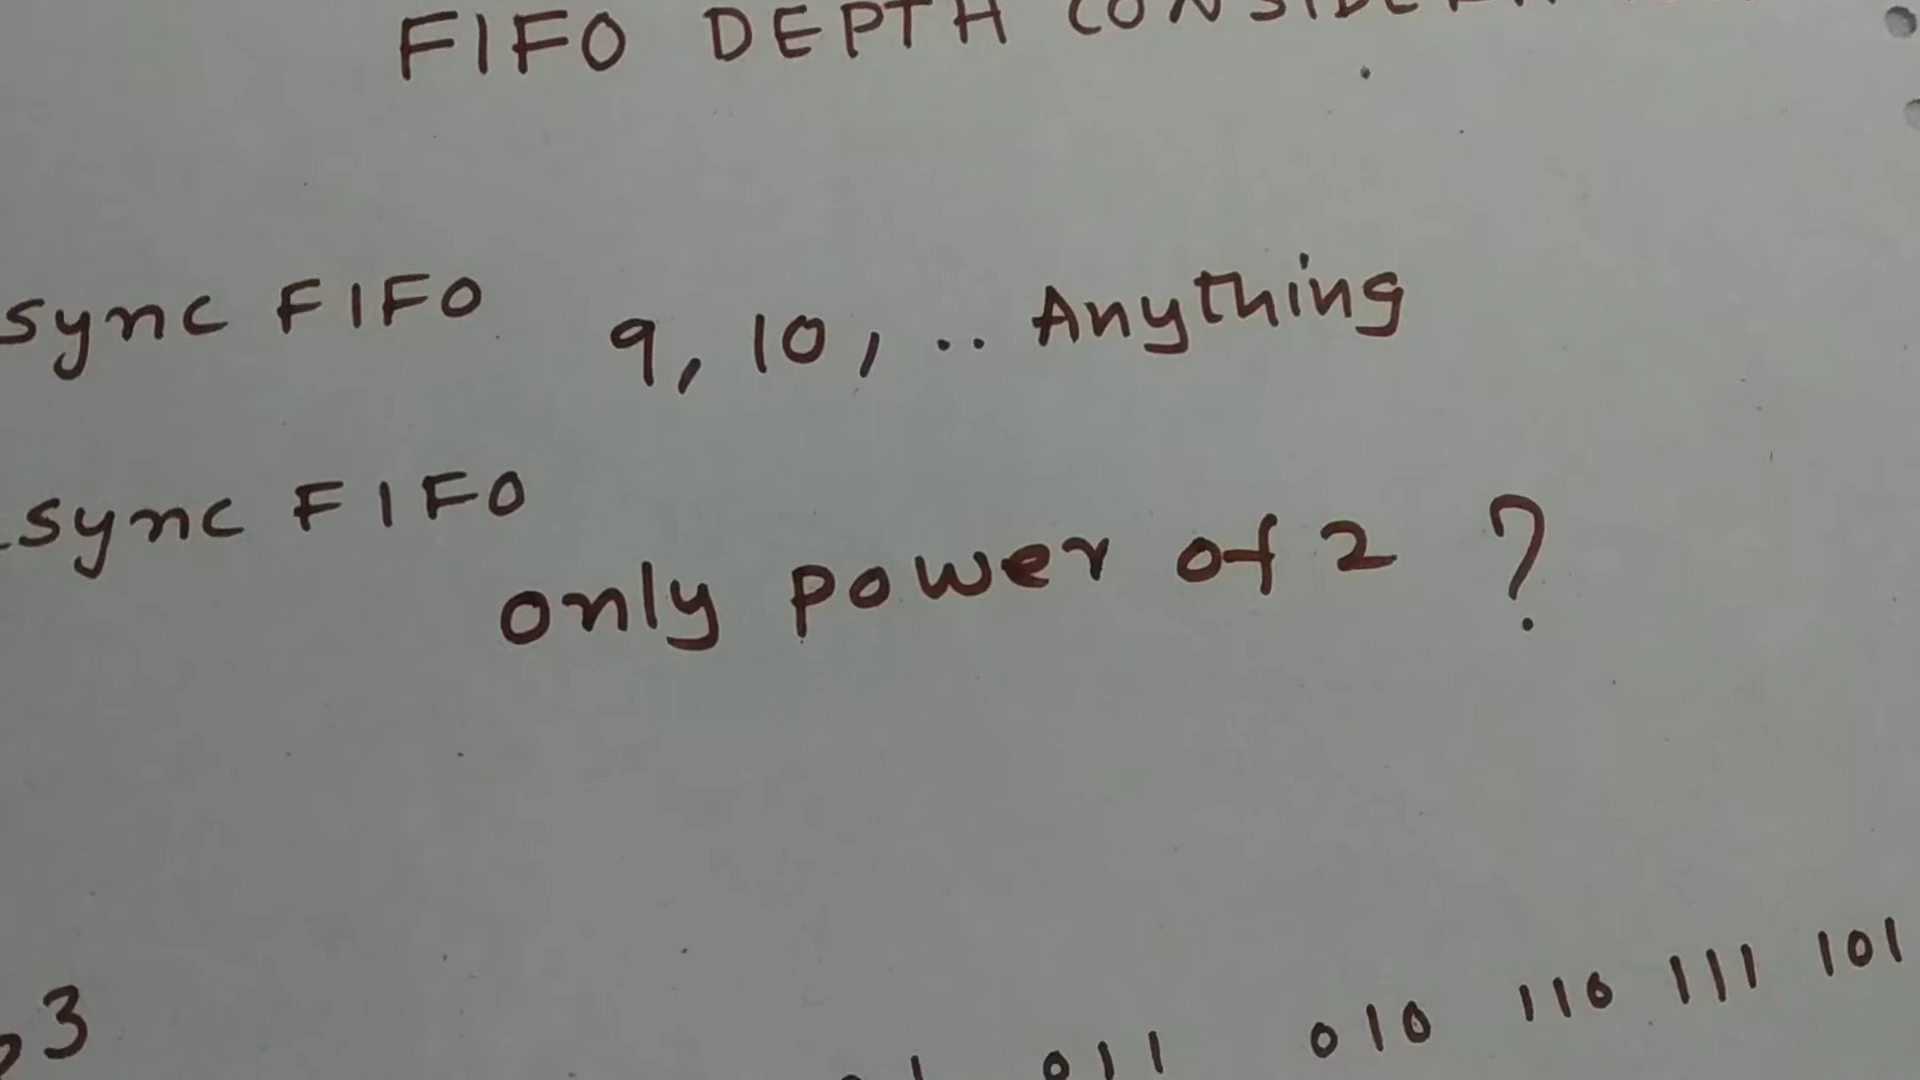 FIFO DEPTH
sync FIFO 9, 10, .. Anything
sync FIFO
only power of 2 ?
3
011 010 110 111 101